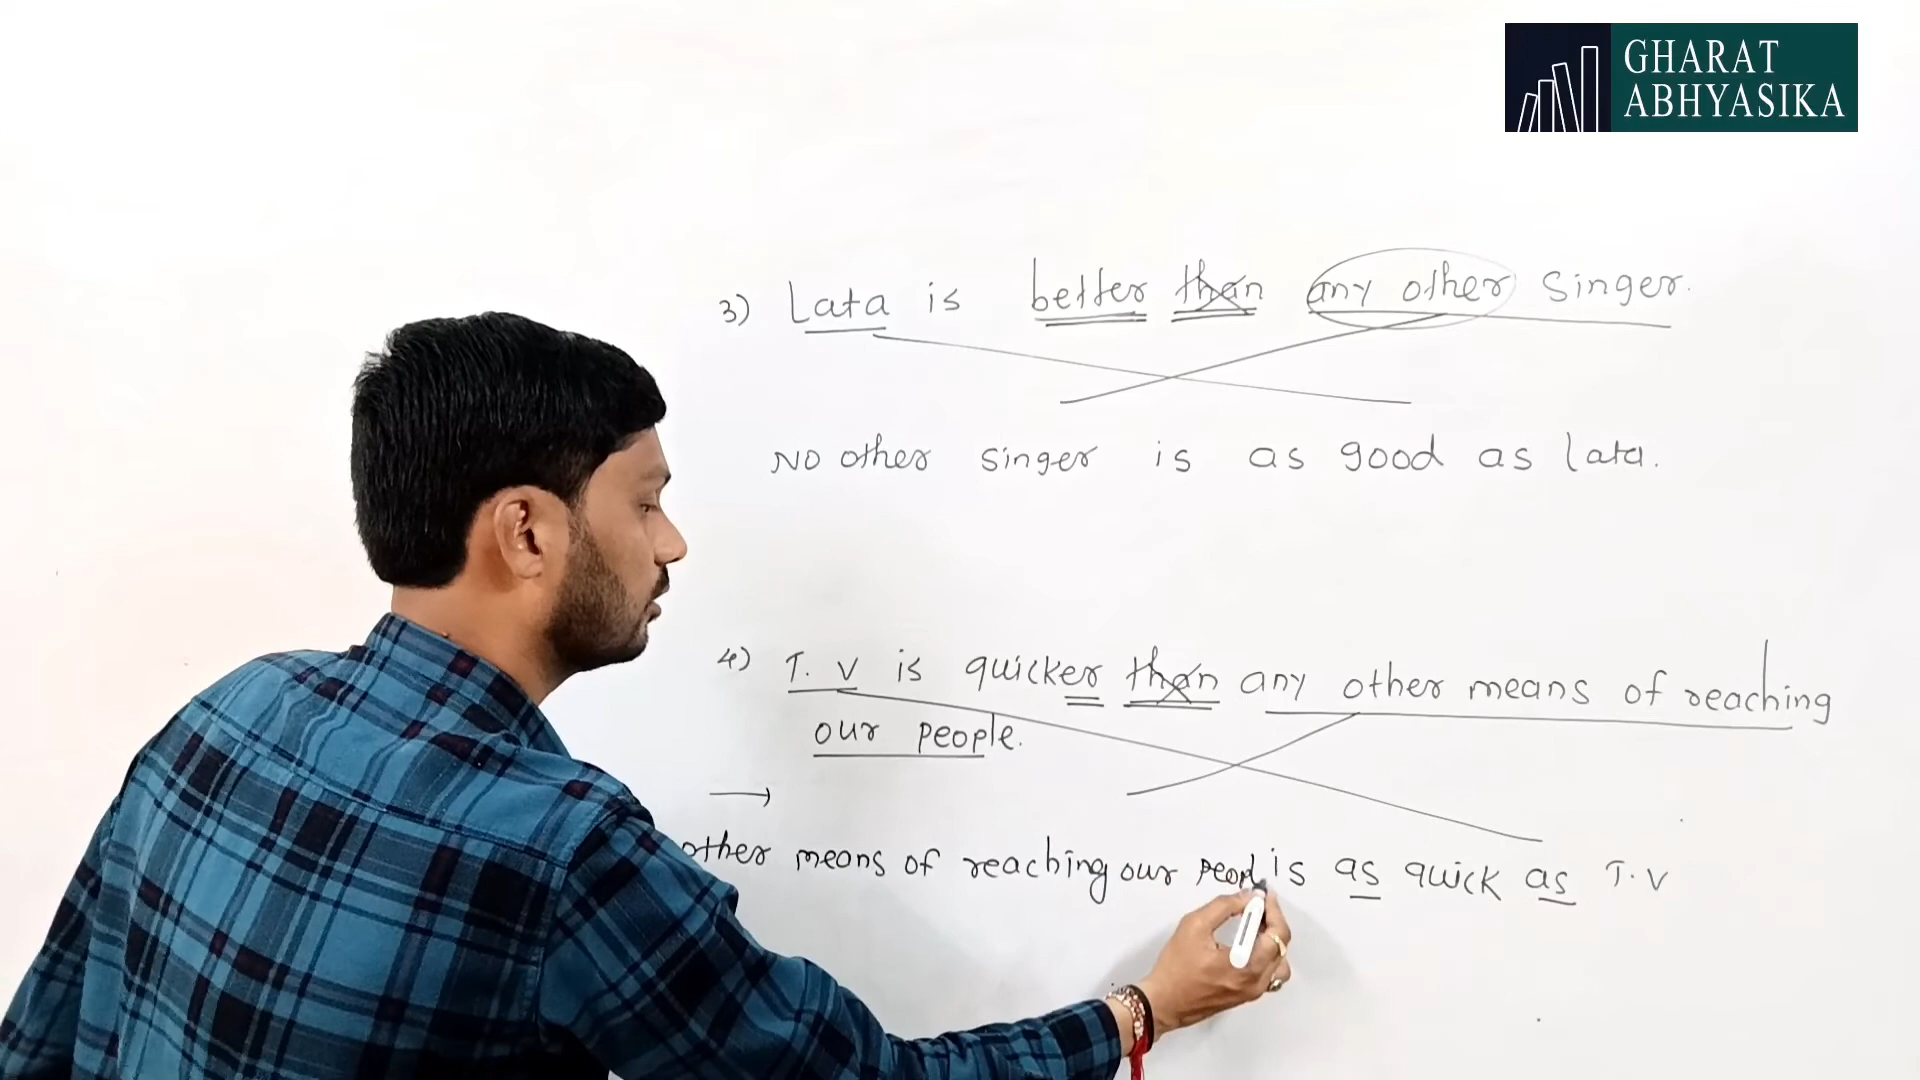 GHARAT
ABHYASIKA
3) Lata is better than any other singer.
No other singer is as good as lata.
4) T. V is quicker than any other means of reaching
our people.
→
other means of reaching our peopl is as quick as T. V